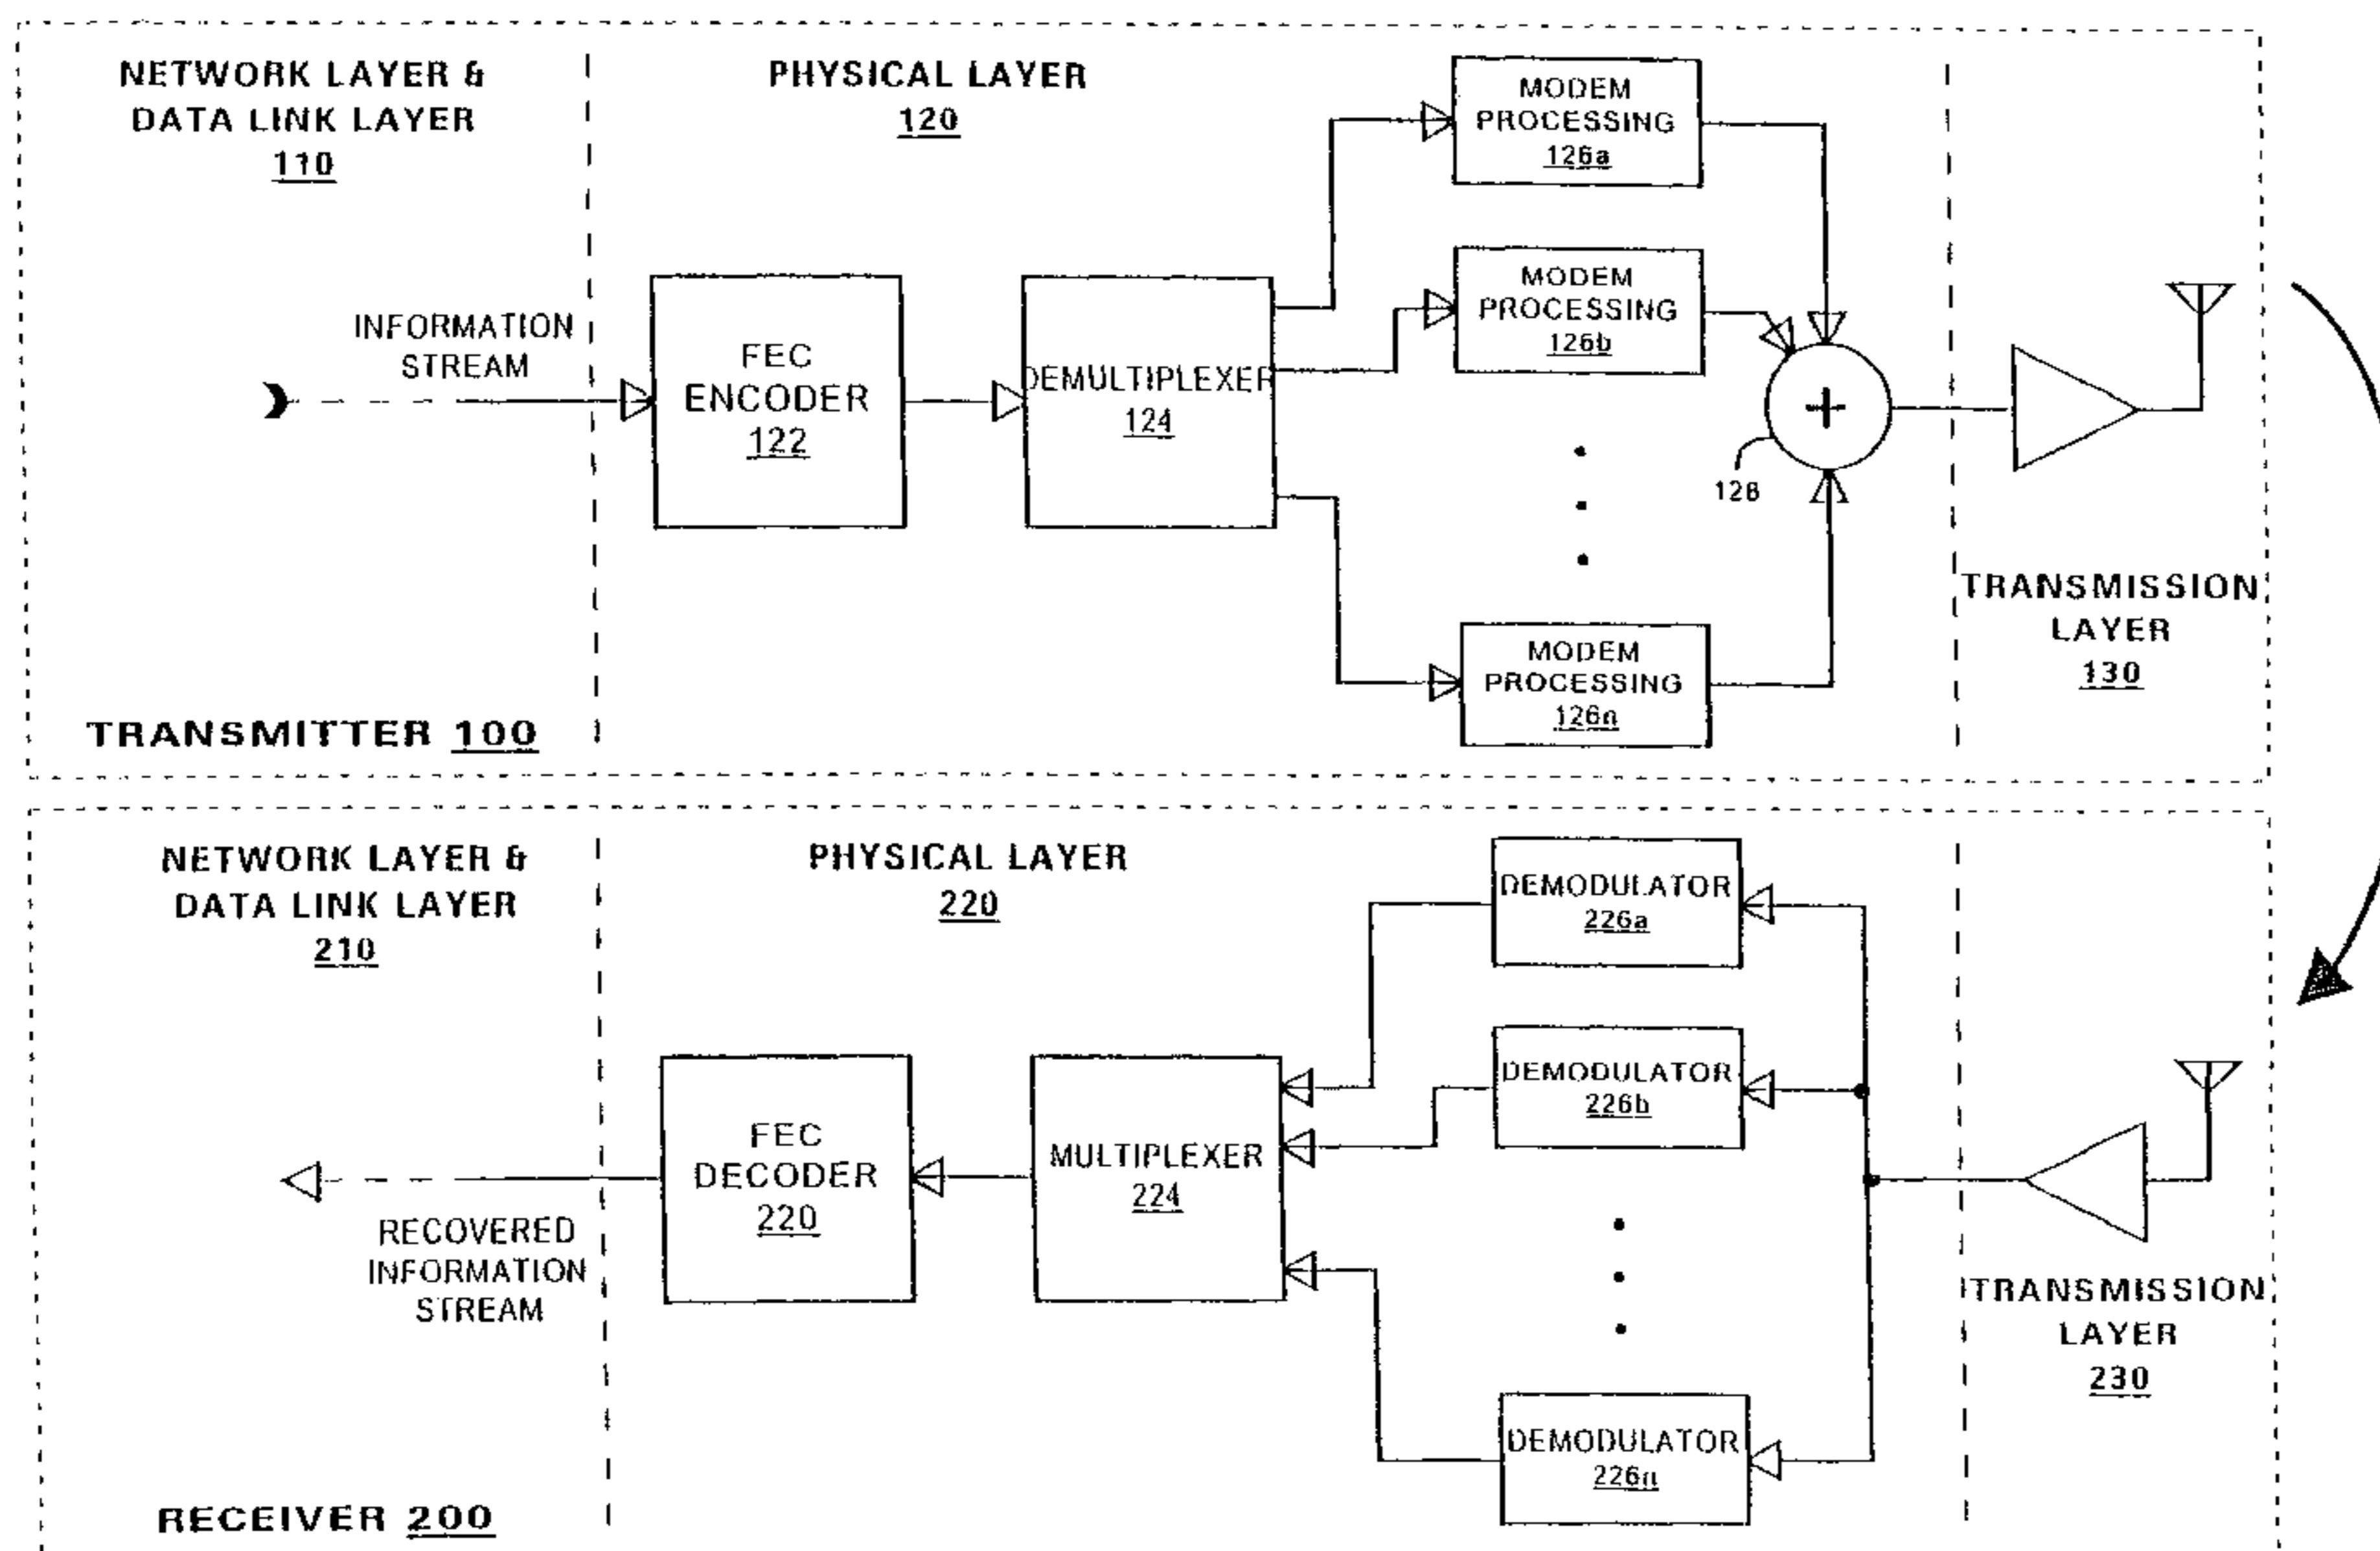 NETWORK LAYER &
DATA LINK LAYER
110
PHYSICAL LAYER
120
MODEM
PROCESSING
126a
MODEM
PROCESSING
126b
INFORMATION
STREAM
FEC
ENCODER
122
DEMULTIPLEXER
124
+
128
MODEM
PROCESSING
126n
TRANSMISSION
LAYER
130
TRANSMITTER 100
NETWORK LAYER &
DATA LINK LAYER
210
PHYSICAL LAYER
220
DEMODULATOR
226a
DEMODULATOR
226b
FEC
DECODER
220
MULTIPLEXER
224
RECOVERED
INFORMATION
STREAM
TRANSMISSION
LAYER
230
DEMODULATOR
226n
RECEIVER 200